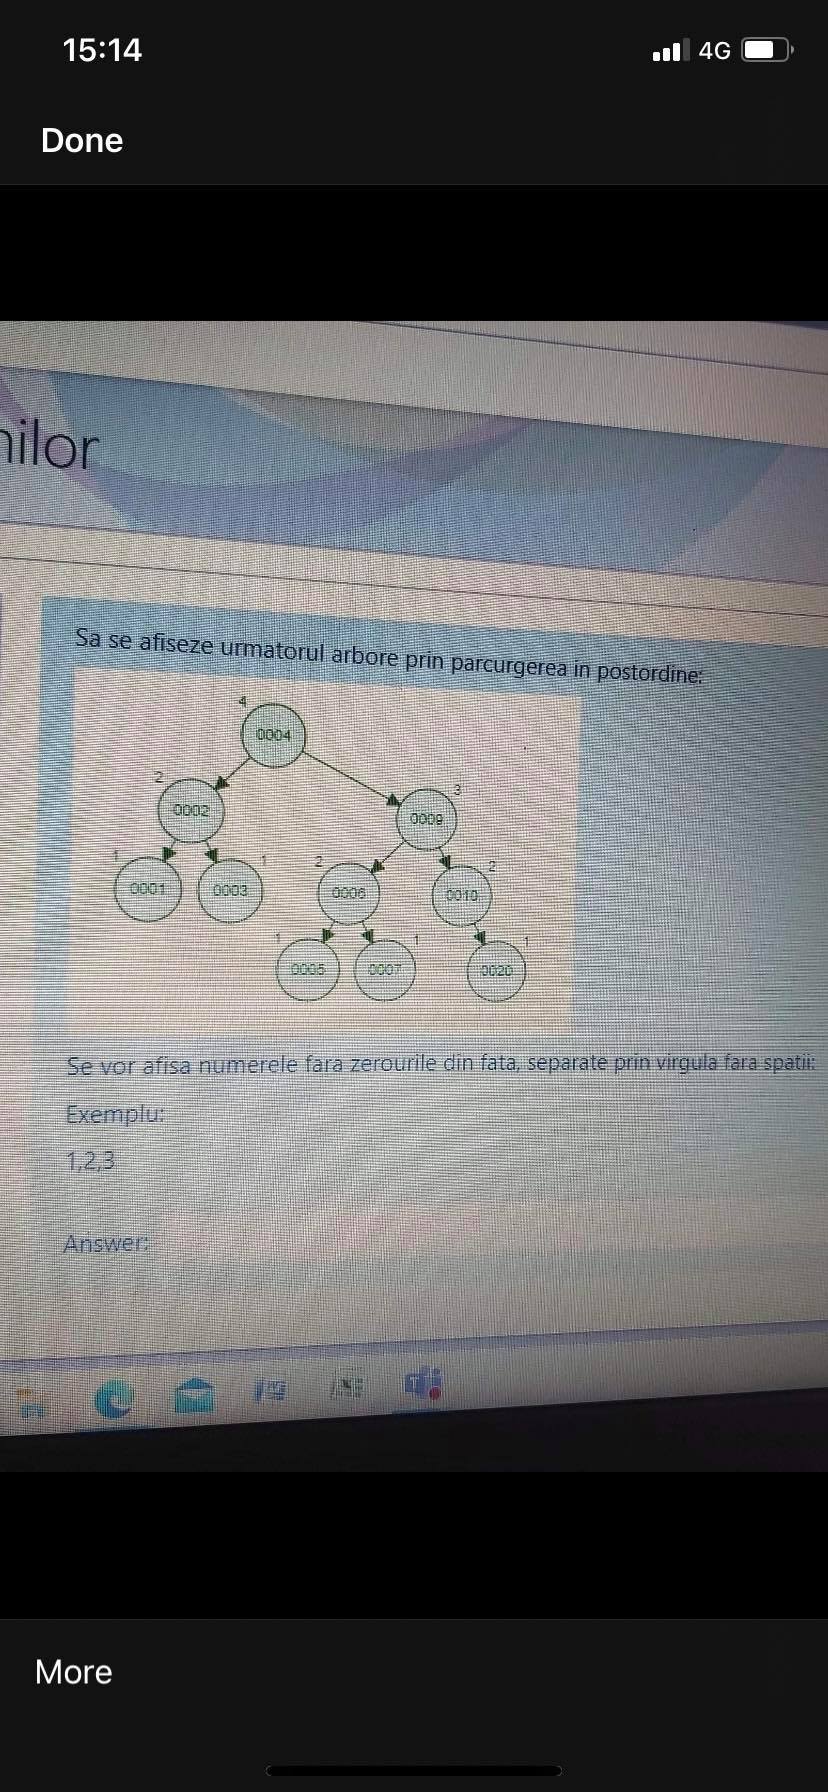 15:14
4G
Done
nilor
Sa se afiseze urmatorul arbore prin parcurgerea in postordine:
4
0004
2
0002
3
0009
1
0001
1
0003
2
0006
2
0010
1
0005
1
0007
1
0020
Se vor afisa numerele fara zerourile din fata, separate prin virgula fara spatii:
Exemplu:
1,2,3
Answer:
More